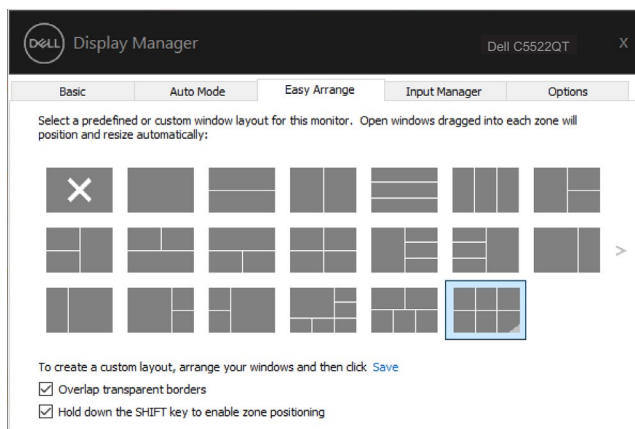 DELL Display Manager
Dell C5522QT X
Basic Auto Mode Easy Arrange Input Manager Options
Select a predefined or custom window layout for this monitor. Open windows dragged into each zone will
position and resize automatically:
To create a custom layout, arrange your windows and then click Save
Overlap transparent borders
Hold down the SHIFT key to enable zone positioning